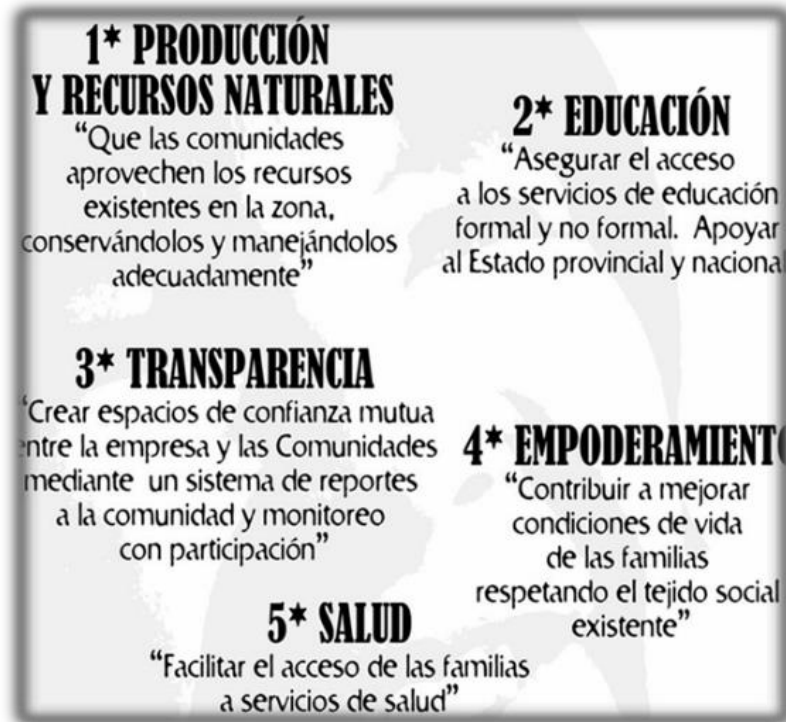 1* PRODUCCIÓN
Y RECURSOS NATURALES
“Que las comunidades
aprovechen los recursos
existentes en la zona,
conservándolos y manejándolos
adecuadamente”
2* EDUCACIÓN
“Asegurar el acceso
a los servicios de educación
formal y no formal. Apoyar
al Estado provincial y nacional
3* TRANSPARENCIA
“Crear espacios de confianza mutua
entre la empresa y las Comunidades
mediante un sistema de reportes
a la comunidad y monitoreo
con participación”
4* EMPODERAMIENTO
“Contribuir a mejorar
condiciones de vida
de las familias
respetando el tejido social
existente”
5* SALUD
“Facilitar el acceso de las familias
a servicios de salud”